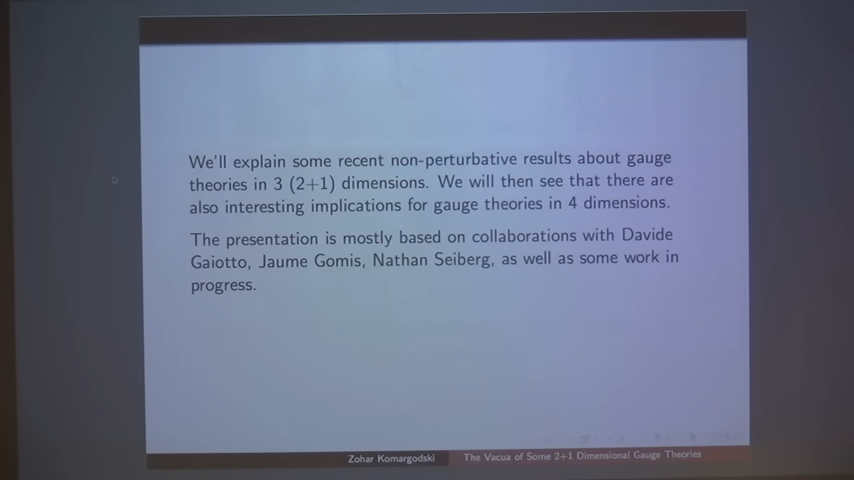 We'll explain some recent non-perturbative results about gauge
theories in 3 (2+1) dimensions. We will then see that there are
also interesting implications for gauge theories in 4 dimensions.
The presentation is mostly based on collaborations with Davide
Gaiotto, Jaume Gomis, Nathan Seiberg, as well as some work in
progress.
Zohar Komargodski
The Vacua of Some 2+1 Dimensional Gauge Theories